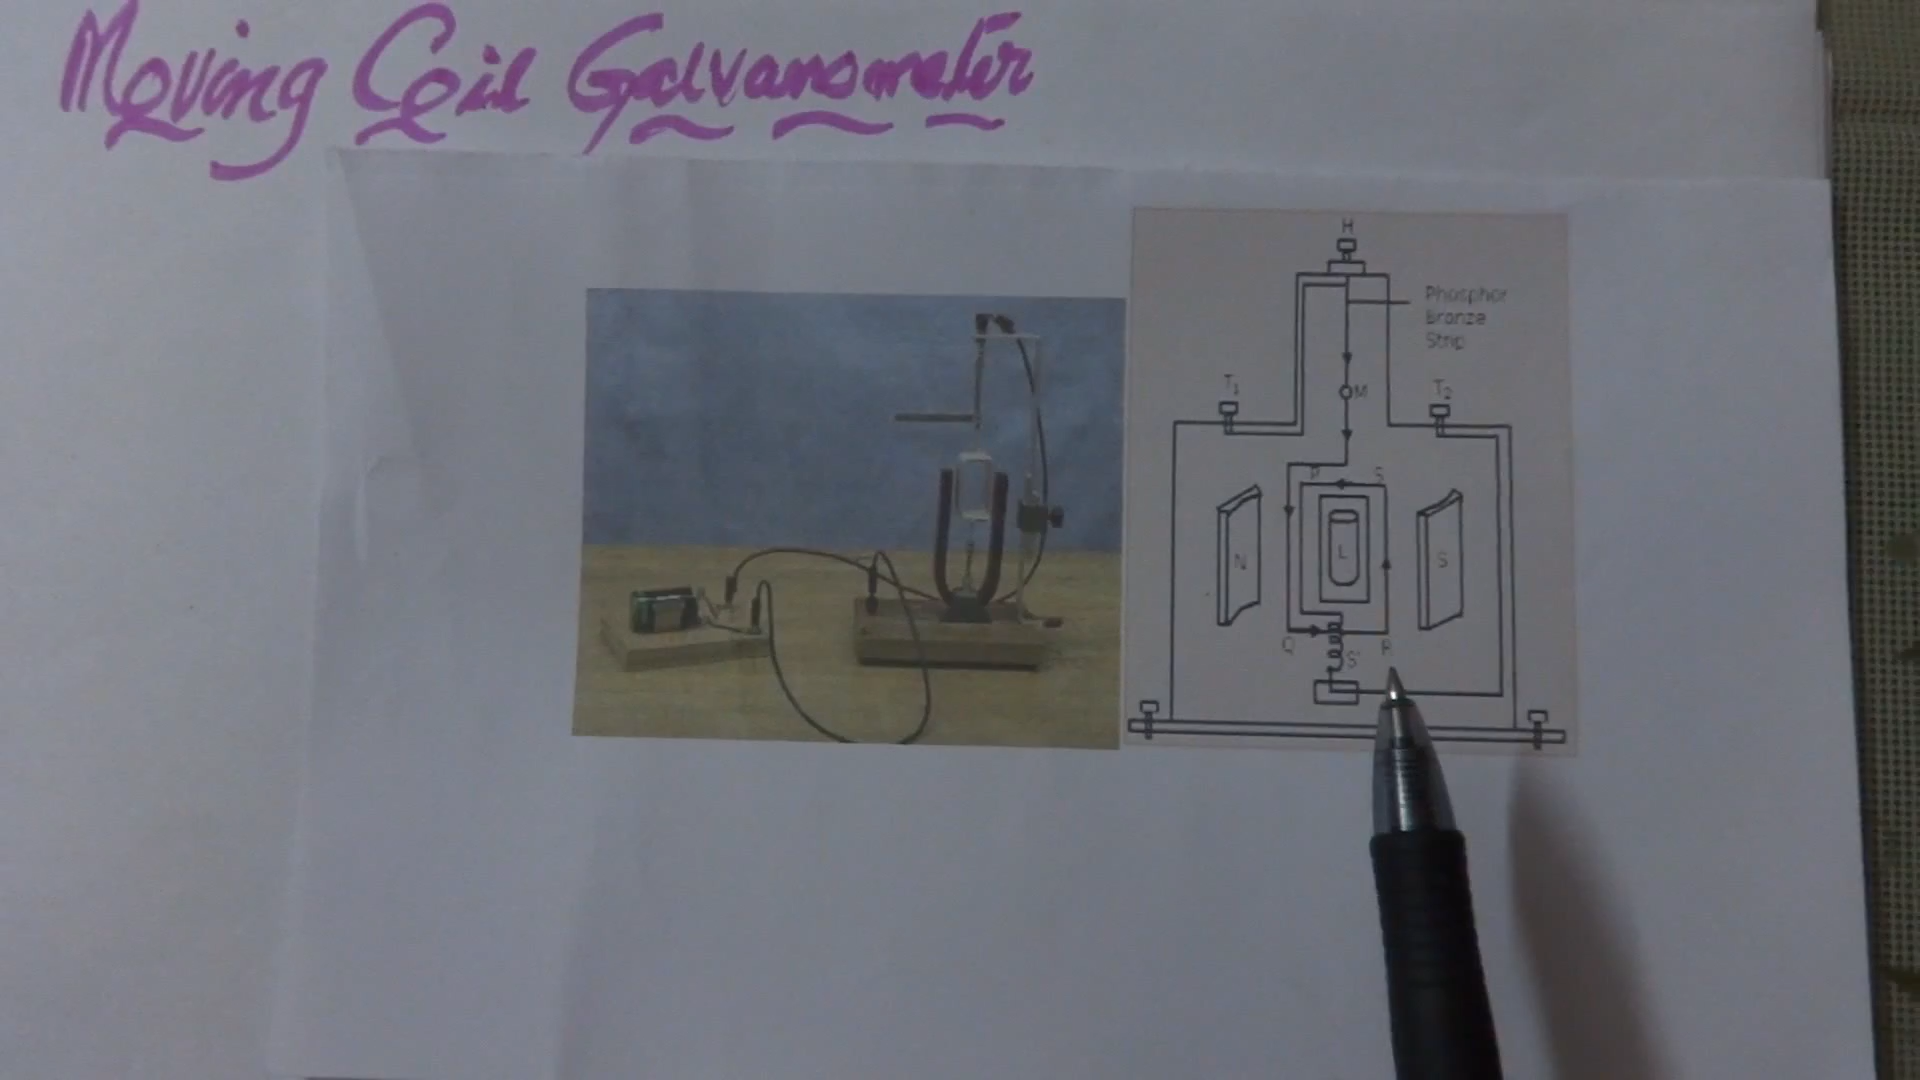 Moving Coil Galvanometer
H
Phosphor
Bronze
Strip
T1
T2
M
P
S
N
L
S
Q
S'
R